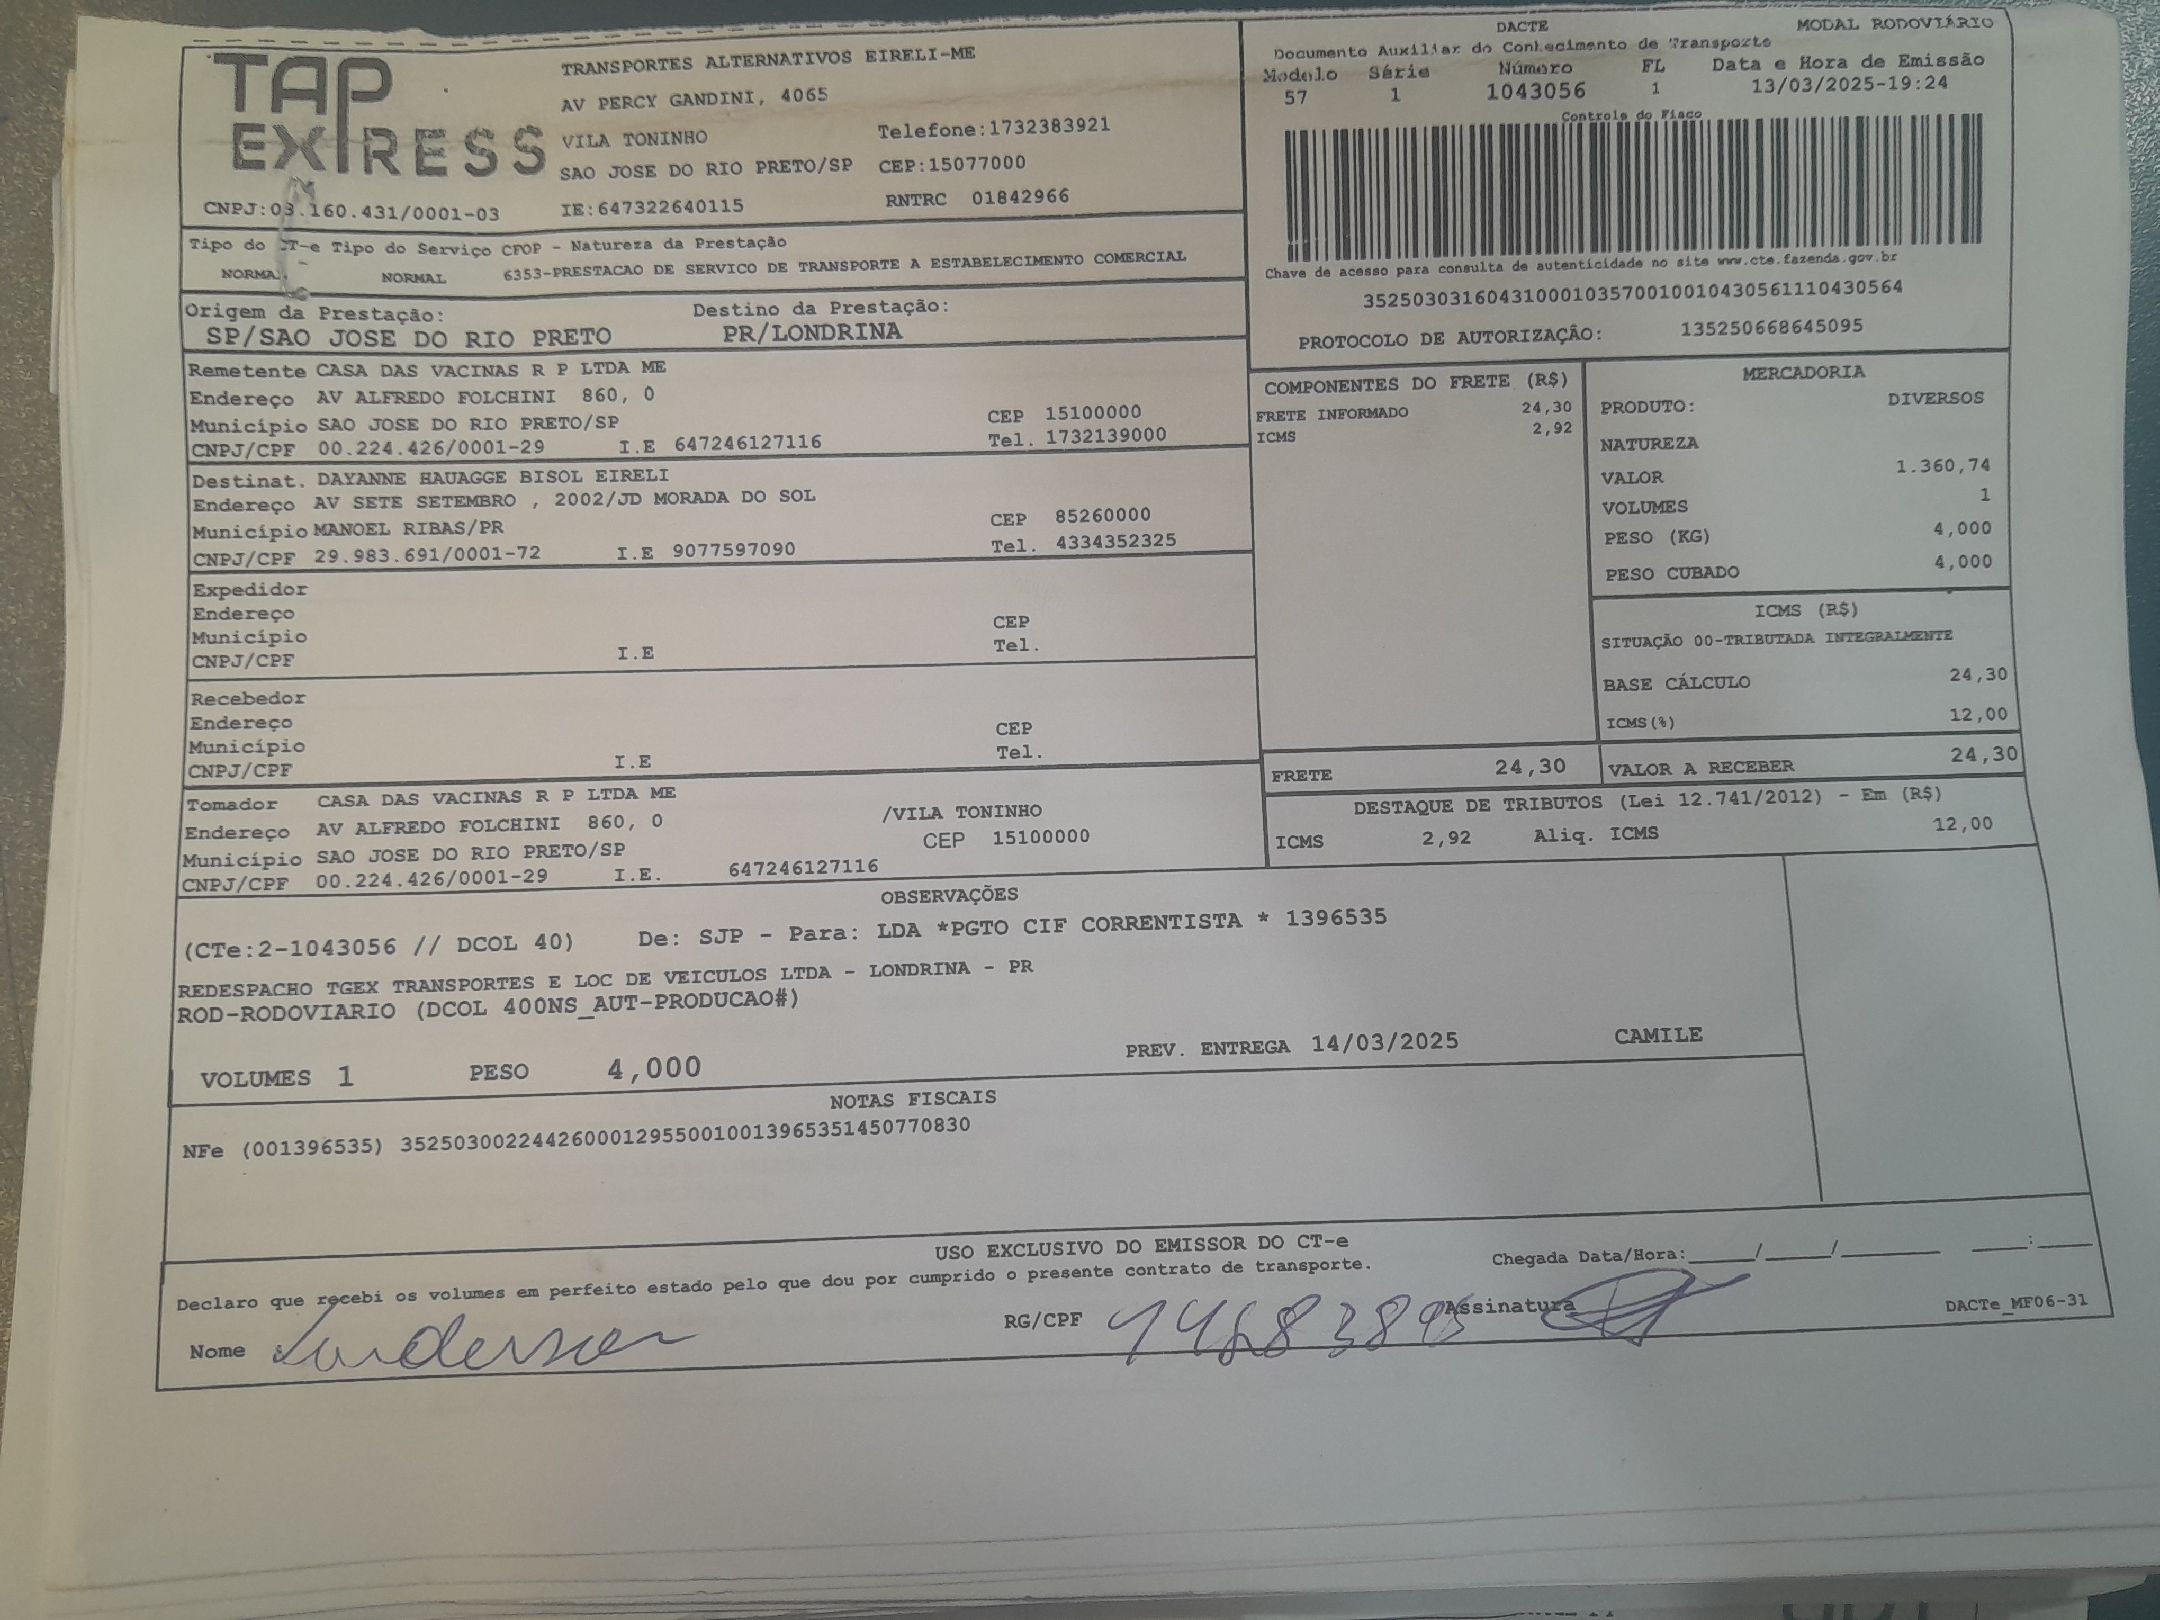 TAP
EXPRESS
TRANSPORTES ALTERNATIVOS EIRELI-ME
AV PERCY GANDINI, 4065
VILA TONINHO Telefone:1732383921
SAO JOSE DO RIO PRETO/SP CEP:15077000
CNPJ:03.160.431/0001-03 IE:647322640115 RNTRC 01842966
DACTE MODAL RODOVIÁRIO
Documento Auxiliar do Conhecimento de Transporte
Modelo Série Número FL Data e Hora de Emissão
57 1 1043056 1 13/03/2025-19:24
Controle do Fisco
Chave de acesso para consulta de autenticidade no site www.cte.fazenda.gov.br
35250303160431000103570010010430561110430564
PROTOCOLO DE AUTORIZAÇÃO: 135250668645095
Tipo do CT-e Tipo do Serviço CFOP - Natureza da Prestação
NORMAL NORMAL 6353-PRESTACAO DE SERVICO DE TRANSPORTE A ESTABELECIMENTO COMERCIAL
Origem da Prestação: Destino da Prestação:
SP/SAO JOSE DO RIO PRETO PR/LONDRINA
Remetente CASA DAS VACINAS R P LTDA ME
Endereço AV ALFREDO FOLCHINI 860, 0
Município SAO JOSE DO RIO PRETO/SP CEP 15100000
CNPJ/CPF 00.224.426/0001-29 I.E 647246127116 Tel. 1732139000
Destinat. DAYANNE HAUAGGE BISOL EIRELI
Endereço AV SETE SETEMBRO , 2002/JD MORADA DO SOL
Município MANOEL RIBAS/PR CEP 85260000
CNPJ/CPF 29.983.691/0001-72 I.E 9077597090 Tel. 4334352325
Expedidor
Endereço
Município CEP
CNPJ/CPF I.E Tel.
Recebedor
Endereço
Município CEP
CNPJ/CPF I.E Tel.
Tomador CASA DAS VACINAS R P LTDA ME
Endereço AV ALFREDO FOLCHINI 860, 0 /VILA TONINHO
Município SAO JOSE DO RIO PRETO/SP CEP 15100000
CNPJ/CPF 00.224.426/0001-29 I.E. 647246127116
COMPONENTES DO FRETE (R$)
FRETE INFORMADO 24,30
ICMS 2,92
MERCADORIA
PRODUTO: DIVERSOS
NATUREZA
VALOR 1.360,74
VOLUMES 1
PESO (KG) 4,000
PESO CUBADO 4,000
ICMS (R$)
SITUAÇÃO 00-TRIBUTADA INTEGRALMENTE
BASE CÁLCULO 24,30
ICMS(%) 12,00
FRETE 24,30 VALOR A RECEBER 24,30
DESTAQUE DE TRIBUTOS (Lei 12.741/2012) - Em (R$)
ICMS 2,92 Aliq. ICMS 12,00
OBSERVAÇÕES
(CTe:2-1043056 // DCOL 40) De: SJP - Para: LDA *PGTO CIF CORRENTISTA * 1396535
REDESPACHO TGEX TRANSPORTES E LOC DE VEICULOS LTDA - LONDRINA - PR
ROD-RODOVIARIO (DCOL 400NS_AUT-PRODUCAO#)
VOLUMES 1 PESO 4,000 PREV. ENTREGA 14/03/2025 CAMILE
NOTAS FISCAIS
NFe (001396535) 35250300224426000129550010013965351450770830
USO EXCLUSIVO DO EMISSOR DO CT-e
Declaro que recebi os volumes em perfeito estado pelo que dou por cumprido o presente contrato de transporte.
Chegada Data/Hora:____/____/______ ____:____
Nome RG/CPF Assinatura DACTe_MF06-31